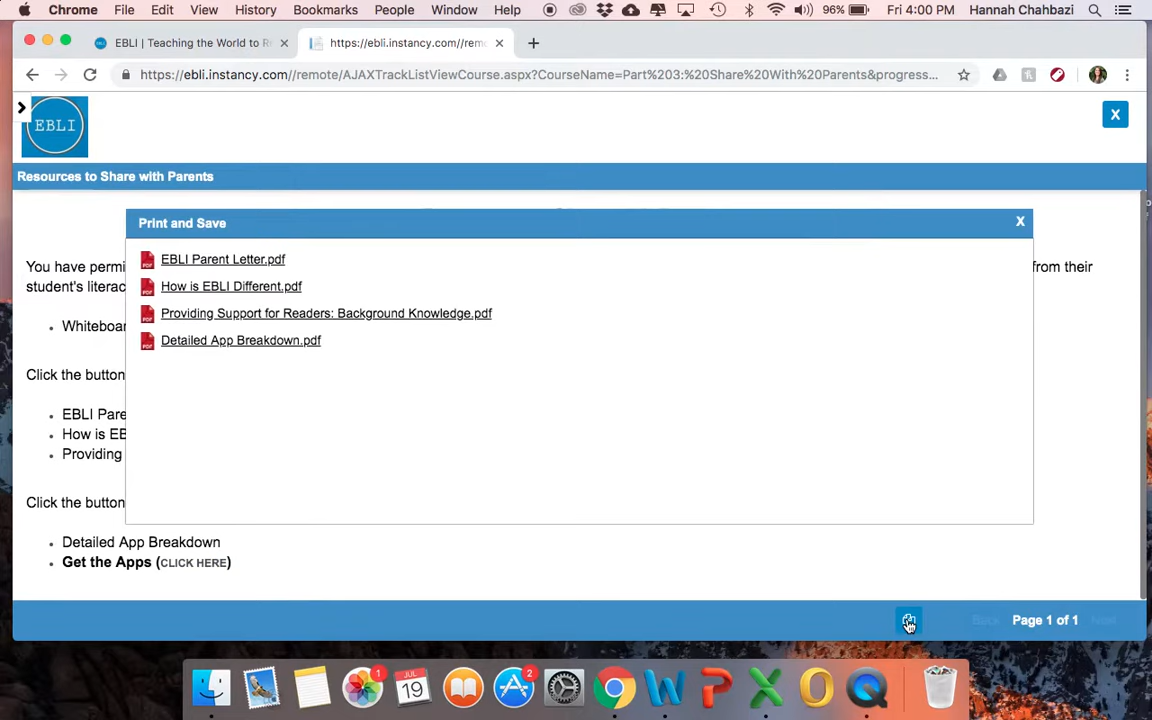 Chrome File Edit View History Bookmarks People Window Help 96% Fri 4:00 PM Hannah Chahbazi
EBLI | Teaching the World to R
https://ebli.instancy.com//remo
https://ebli.instancy.com//remote/AJAXTrackListViewCourse.aspx?CourseName=Part%203:%20Share%20With%20Parents&progress...
EBLI
X
Resources to Share with Parents
Print and Save X
EBLI Parent Letter.pdf
How is EBLI Different.pdf
Providing Support for Readers: Background Knowledge.pdf
Detailed App Breakdown.pdf
You have permi from their
student's literac
Whiteboar
Click the button
EBLI Pare
How is EB
Providing
Click the button
Detailed App Breakdown
Get the Apps (CLICK HERE)
Back Page 1 of 1 Next
1
JUL
19
2